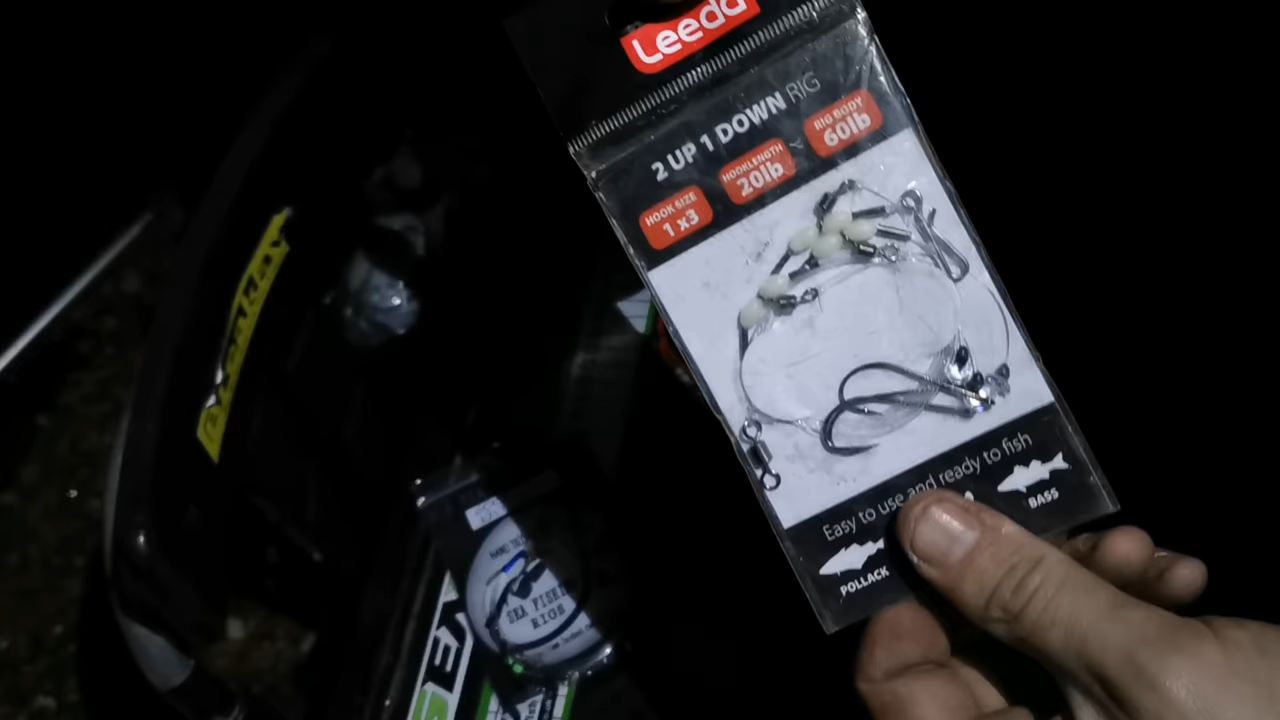 Leeda
2 UP 1 DOWN RIG
HOOK SIZE
1 x3
HOOKLENGTH
20lb
RIG BODY
60lb
Easy to use and ready to fish
POLLACK
BASS
SEA FISHING
RIGS